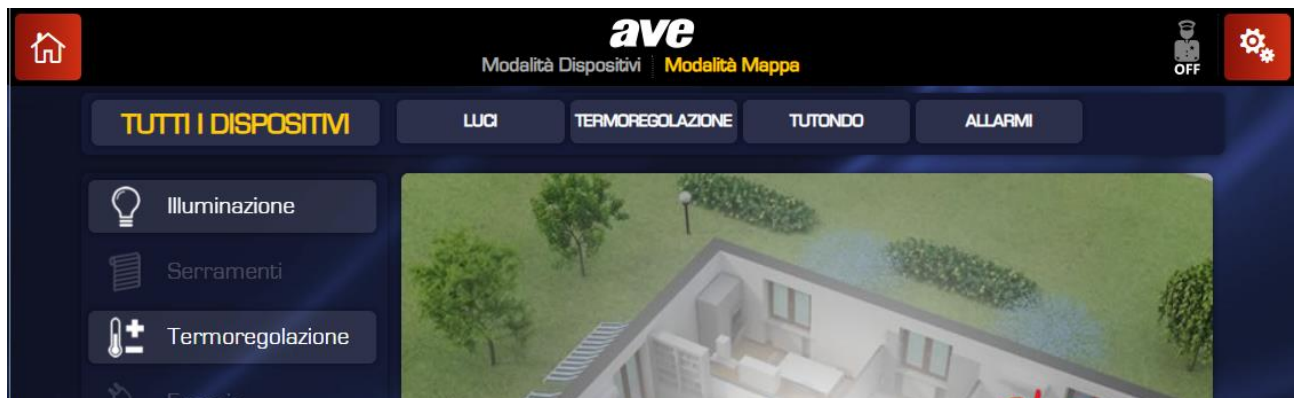 ave
Modalità Dispositivi Modalità Mappa
OFF
TUTTI I DISPOSITIVI
LUCI
TERMOREGOLAZIONE
TUTONDO
ALLARMI
Illuminazione
Serramenti
Termoregolazione